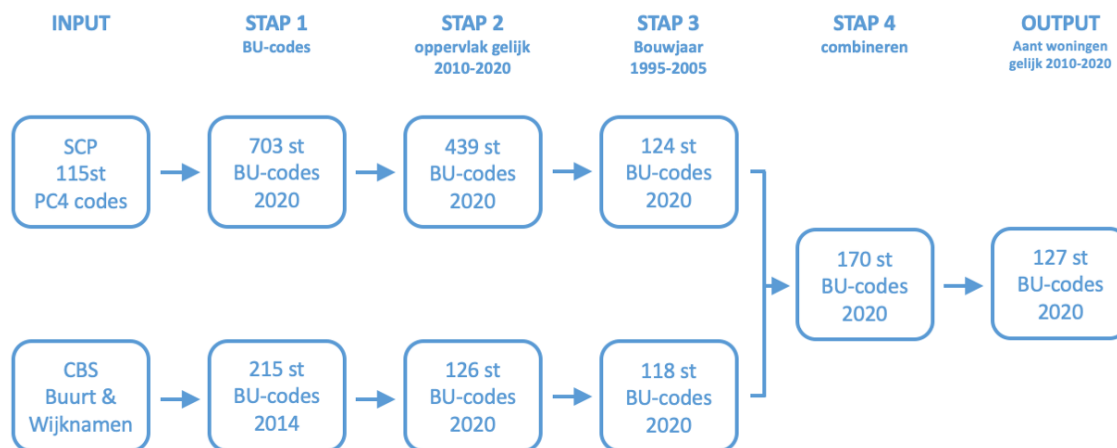 INPUT
STAP 1
BU-codes
STAP 2
oppervlak gelijk
2010-2020
STAP 3
Bouwjaar
1995-2005
STAP 4
combineren
OUTPUT
Aant woningen
gelijk 2010-2020
SCP
115st
PC4 codes
703 st
BU-codes
2020
439 st
BU-codes
2020
124 st
BU-codes
2020
170 st
BU-codes
2020
127 st
BU-codes
2020
CBS
Buurt &
Wijknamen
215 st
BU-codes
2014
126 st
BU-codes
2020
118 st
BU-codes
2020